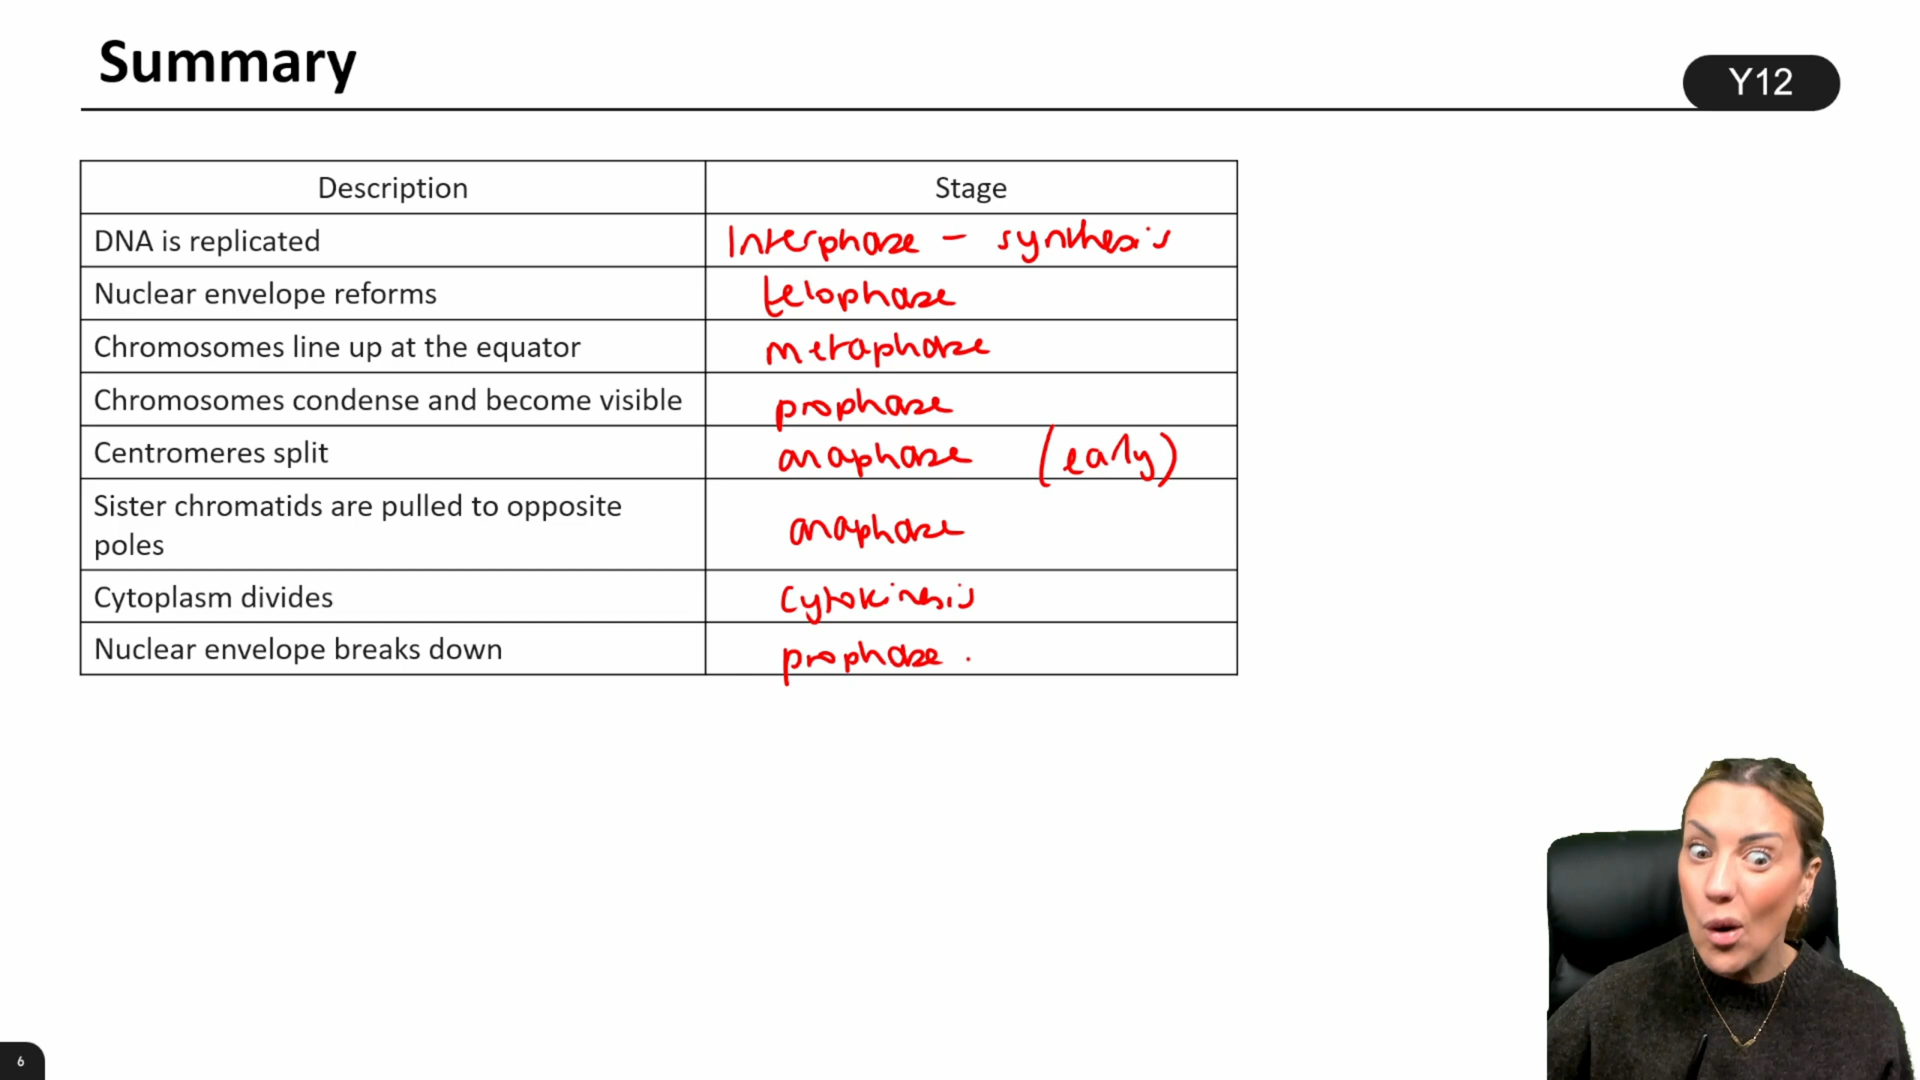 Summary
Y12
Description Stage
DNA is replicated Interphase – synthesis
Nuclear envelope reforms telophase
Chromosomes line up at the equator metaphase
Chromosomes condense and become visible prophase
Centromeres split anaphase (early)
Sister chromatids are pulled to opposite
poles anaphase
Cytoplasm divides cytokinesis
Nuclear envelope breaks down prophase.
6